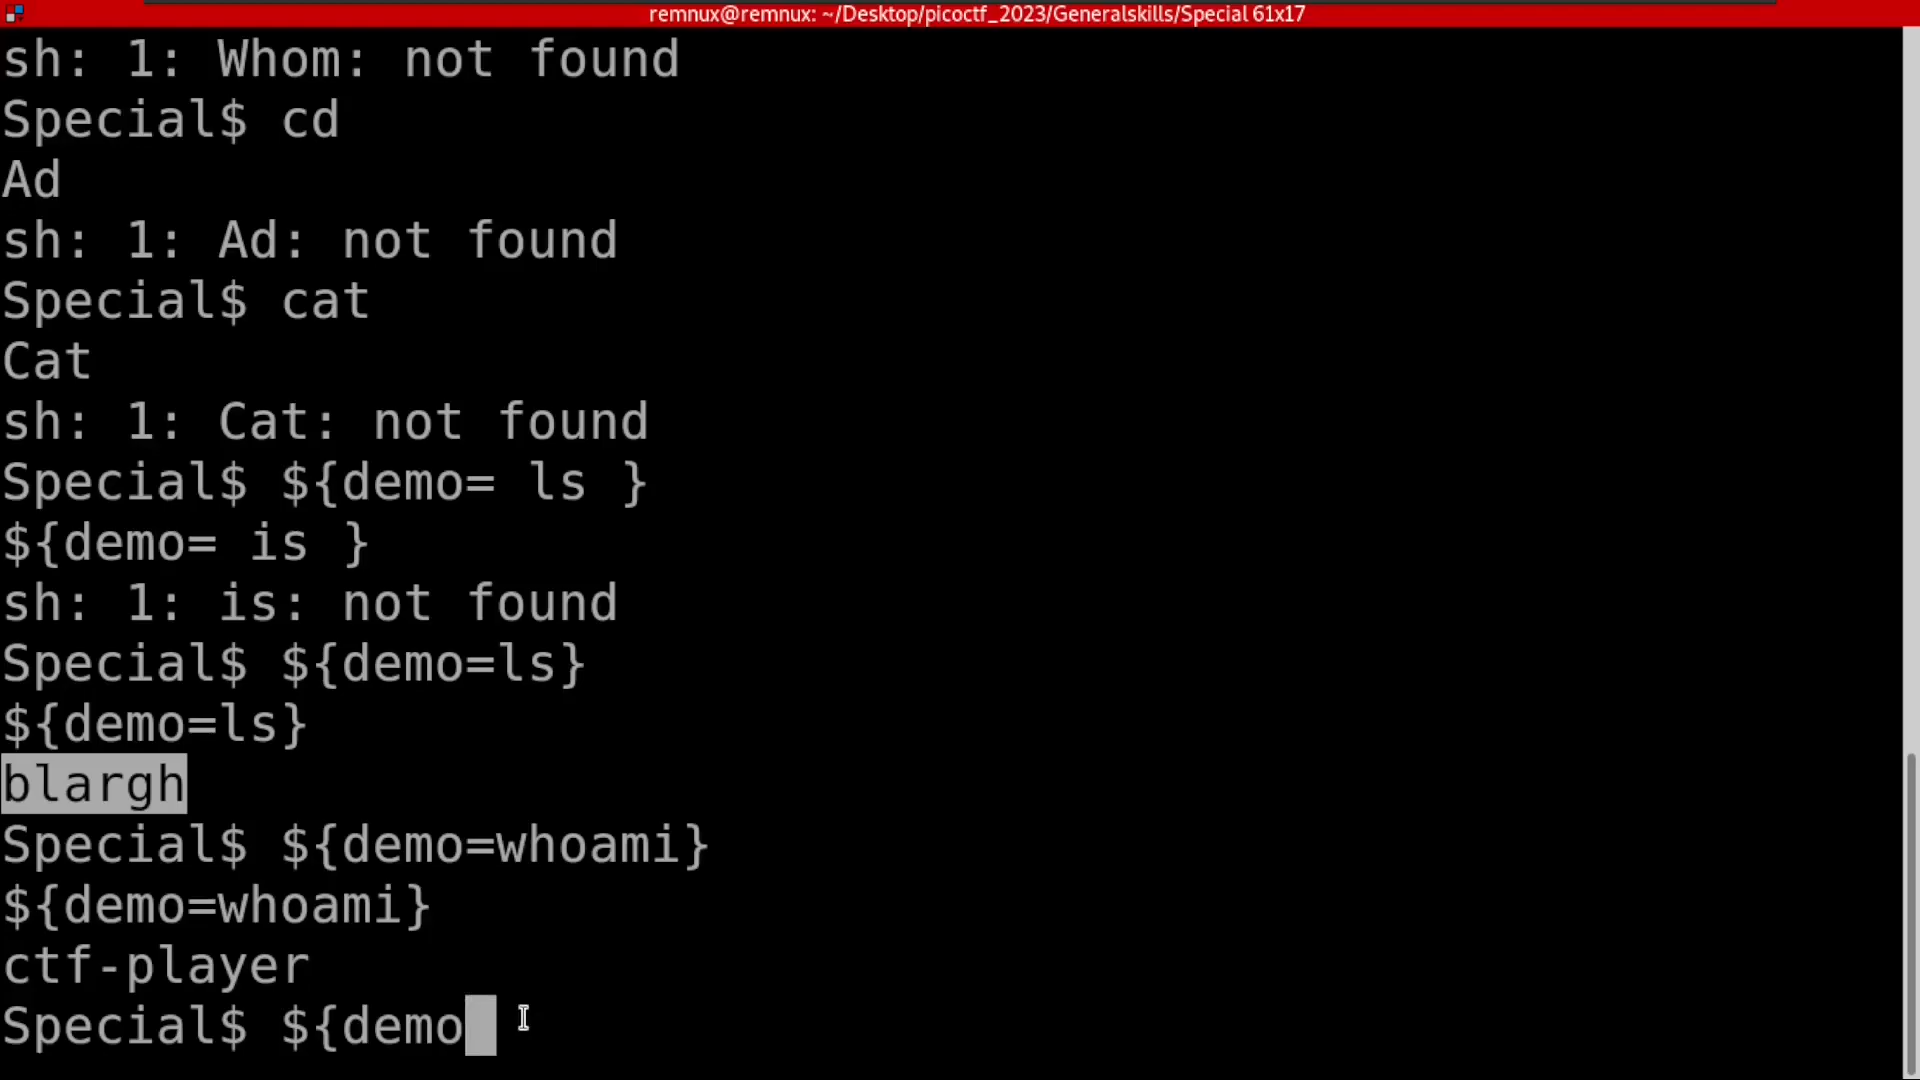 remnux@remnux: ~/Desktop/picoctf_2023/Generalskills/Special 61x17
sh: 1: Whom: not found
Special$ cd
Ad
sh: 1: Ad: not found
Special$ cat
Cat
sh: 1: Cat: not found
Special$ ${demo= ls }
${demo= is }
sh: 1: is: not found
Special$ ${demo=ls}
${demo=ls}
blargh
Special$ ${demo=whoami}
${demo=whoami}
ctf-player
Special$ ${demo